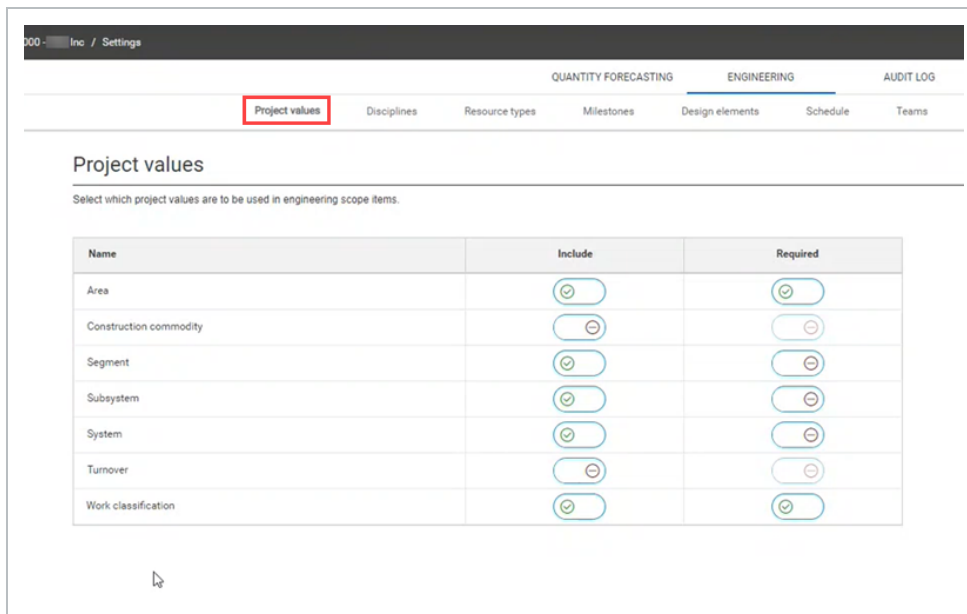 000 - Inc / Settings
QUANTITY FORECASTING ENGINEERING AUDIT LOG
Project values Disciplines Resource types Milestones Design elements Schedule Teams
Project values
Select which project values are to be used in engineering scope items.
Name Include Required
Area
Construction commodity
Segment
Subsystem
System
Turnover
Work classification